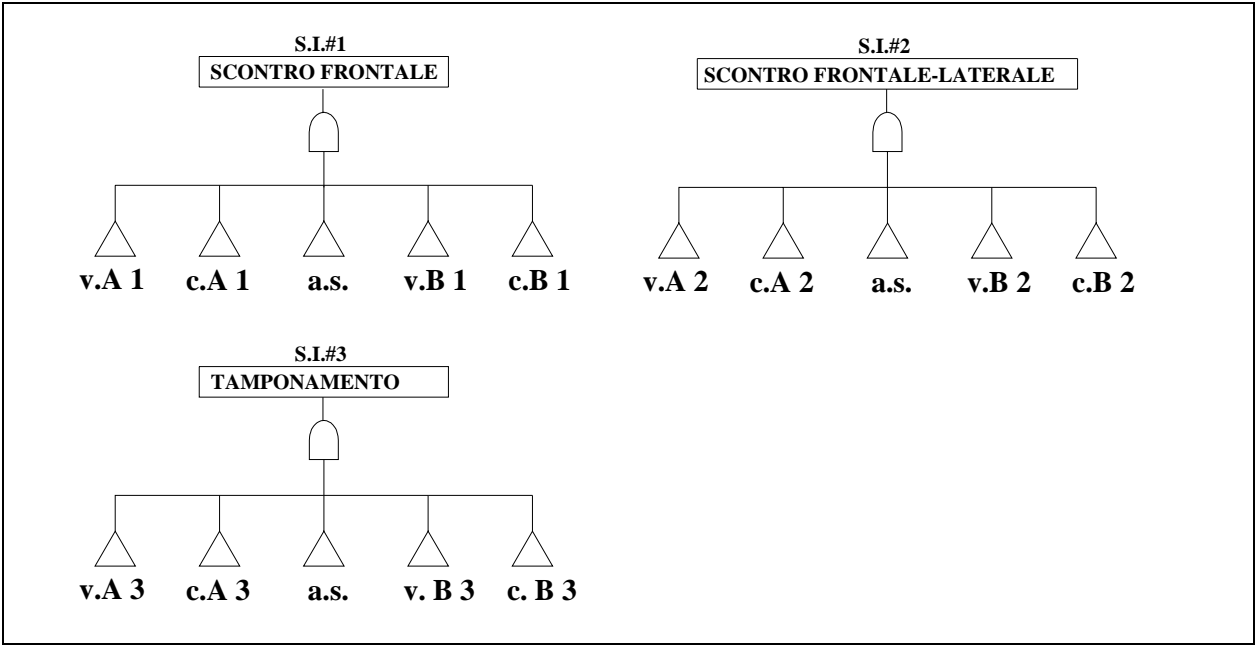 S.I.#1
SCONTRO FRONTALE
v.A 1 c.A 1 a.s. v.B 1 c.B 1
S.I.#2
SCONTRO FRONTALE-LATERALE
v.A 2 c.A 2 a.s. v.B 2 c.B 2
S.I.#3
TAMPONAMENTO
v.A 3 c.A 3 a.s. v. B 3 c. B 3